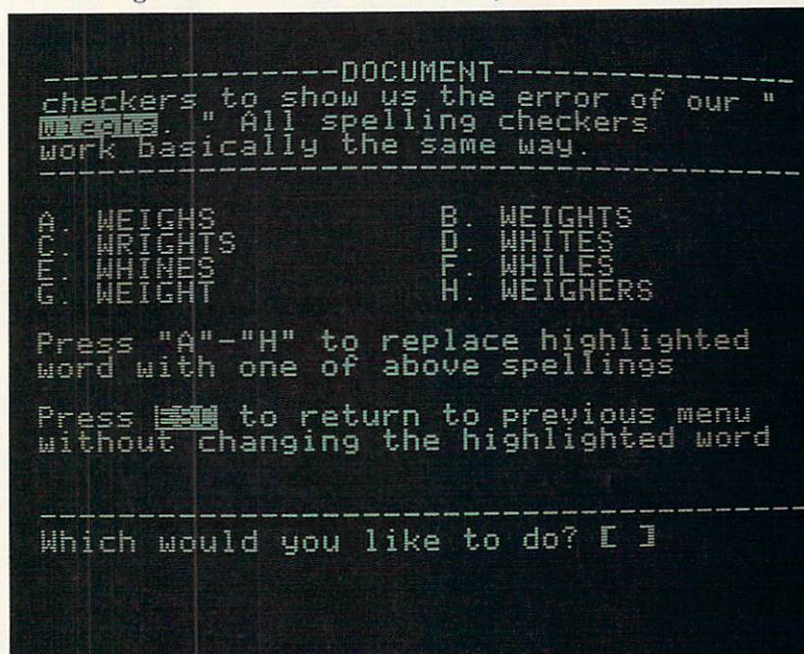 ---------------DOCUMENT---------------
checkers to show us the error of our "
wieghs. " All spelling checkers
work basically the same way.
A. WEIGHS B. WEIGHTS
C. WRIGHTS D. WHITES
E. WHINES F. WHILES
G. WEIGHT H. WEIGHERS
Press "A"-"H" to replace highlighted
word with one of above spellings
Press ESC to return to previous menu
without changing the highlighted word
Which would you like to do? [ ]